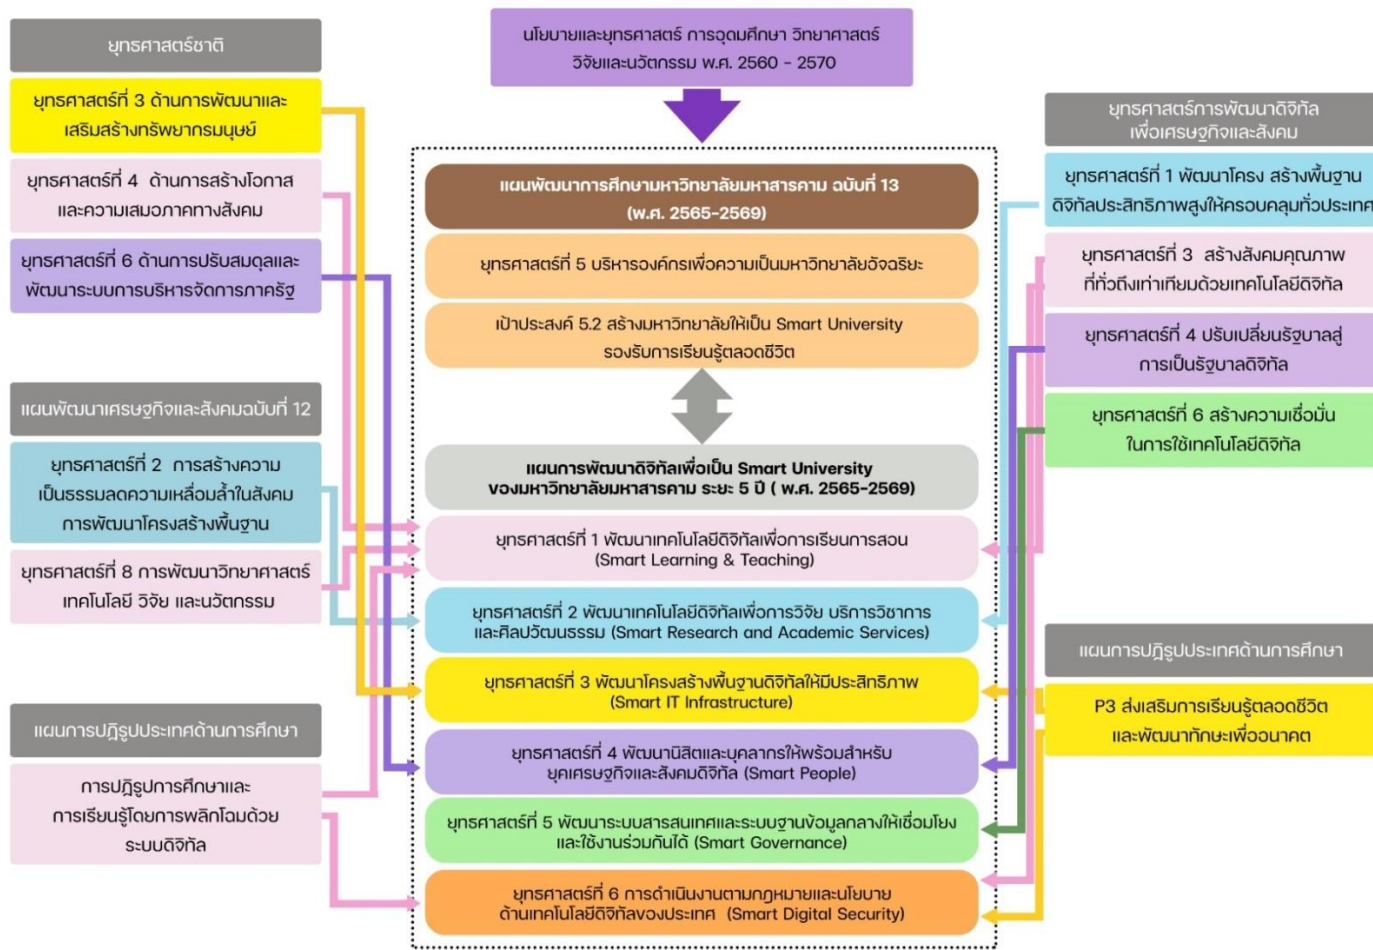 นโยบายและยุทธศาสตร์ การอุดมศึกษา วิทยาศาสตร์
วิจัยและนวัตกรรม พ.ศ. 2560 - 2570
ยุทธศาสตร์ชาติ
ยุทธศาสตร์ที่ 3 ด้านการพัฒนาและ
เสริมสร้างทรัพยากรมนุษย์
ยุทธศาสตร์ที่ 4 ด้านการสร้างโอกาส
และความเสมอภาคทางสังคม
ยุทธศาสตร์ที่ 6 ด้านการปรับสมดุลและ
พัฒนาระบบการบริหารจัดการภาครัฐ
แผนพัฒนาเศรษฐกิจและสังคมฉบับที่ 12
ยุทธศาสตร์ที่ 2 การสร้างความ
เป็นธรรมลดความเหลื่อมล้ำในสังคม
การพัฒนาโครงสร้างพื้นฐาน
ยุทธศาสตร์ที่ 8 การพัฒนาวิทยาศาสตร์
เทคโนโลยี วิจัย และนวัตกรรม
แผนการปฎิรูปประเทศด้านการศึกษา
การปฎิรูปการศึกษาและ
การเรียนรู้โดยการพลิกโฉมด้วย
ระบบดิจิทัล
แผนพัฒนาการศึกษามหาวิทยาลัยมหาสารคาม ฉบับที่ 13
(พ.ศ. 2565-2569)
ยุทธศาสตร์ที่ 5 บริหารองค์กรเพื่อความเป็นมหาวิทยาลัยอัจฉริยะ
เป้าประสงค์ 5.2 สร้างมหาวิทยาลัยให้เป็น Smart University
รองรับการเรียนรู้ตลอดชีวิต
แผนการพัฒนาดิจิทัลเพื่อเป็น Smart University
ของมหาวิทยาลัยมหาสารคาม ระยะ 5 ปี ( พ.ศ. 2565-2569)
ยุทธศาสตร์ที่ 1 พัฒนาเทคโนโลยีดิจิทัลเพื่อการเรียนการสอน
(Smart Learning & Teaching)
ยุทธศาสตร์ที่ 2 พัฒนาเทคโนโลยีดิจิทัลเพื่อการวิจัย บริการวิชาการ
และศิลปวัฒนธรรม (Smart Research and Academic Services)
ยุทธศาสตร์ที่ 3 พัฒนาโครงสร้างพื้นฐานดิจิทัลให้มีประสิทธิภาพ
(Smart IT Infrastructure)
ยุทธศาสตร์ที่ 4 พัฒนานิสิตและบุคลากรให้พร้อมสำหรับ
ยุคเศรษฐกิจและสังคมดิจิทัล (Smart People)
ยุทธศาสตร์ที่ 5 พัฒนาระบบสารสนเทศและระบบฐานข้อมูลกลางให้เชื่อมโยง
และใช้งานร่วมกันได้ (Smart Governance)
ยุทธศาสตร์ที่ 6 การดำเนินงานตามกฎหมายและนโยบาย
ด้านเทคโนโลยีดิจิทัลของประเทศ (Smart Digital Security)
ยุทธศาสตร์การพัฒนาดิจิทัล
เพื่อเศรษฐกิจและสังคม
ยุทธศาสตร์ที่ 1 พัฒนาโครง สร้างพื้นฐาน
ดิจิทัลประสิทธิภาพสูงให้ครอบคลุมทั่วประเทศ
ยุทธศาสตร์ที่ 3 สร้างสังคมคุณภาพ
ที่ทั่วถึงเท่าเทียมด้วยเทคโนโลยีดิจิทัล
ยุทธศาสตร์ที่ 4 ปรับเปลี่ยนรัฐบาลสู่
การเป็นรัฐบาลดิจิทัล
ยุทธศาสตร์ที่ 6 สร้างความเชื่อมั่น
ในการใช้เทคโนโลยีดิจิทัล
แผนการปฎิรูปประเทศด้านการศึกษา
P3 ส่งเสริมการเรียนรู้ตลอดชีวิต
และพัฒนาทักษะเพื่ออนาคต